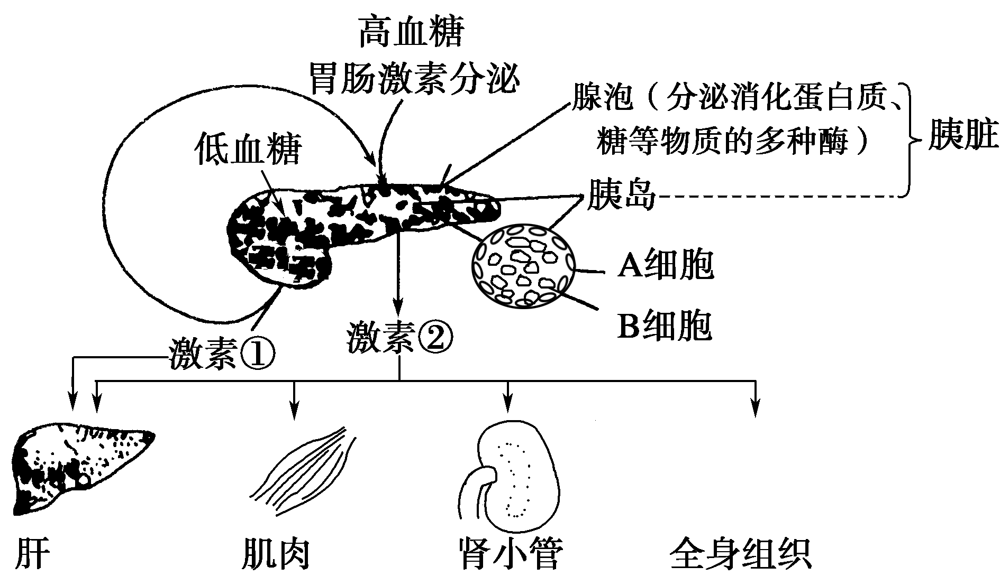 高血糖
胃肠激素分泌
腺泡（分泌消化蛋白质、
糖等物质的多种酶）
胰脏
低血糖
胰岛
A细胞
B细胞
激素②
激素①
肝
肌肉
肾小管
全身组织